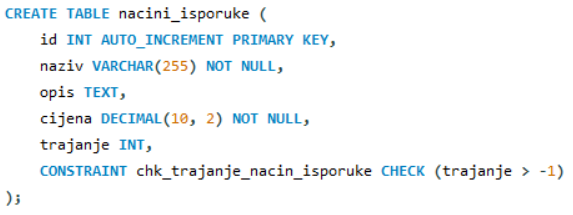 CREATE TABLE nacini_isporuke (
    id INT AUTO_INCREMENT PRIMARY KEY,
    naziv VARCHAR(255) NOT NULL,
    opis TEXT,
    cijena DECIMAL(10, 2) NOT NULL,
    trajanje INT,
    CONSTRAINT chk_trajanje_nacin_isporuke CHECK (trajanje > -1)
);